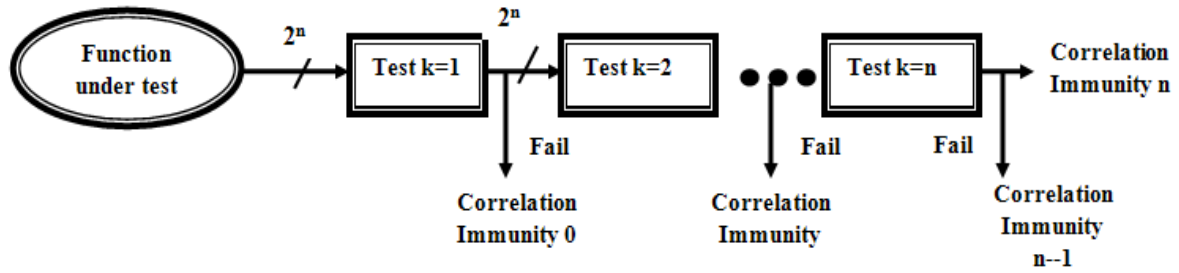 Function
under test
2ⁿ
Test k=1
2ⁿ
Test k=2
Test k=n
Correlation
Immunity n
Fail
Fail
Fail
Correlation
Immunity 0
Correlation
Immunity
Correlation
Immunity
n--1